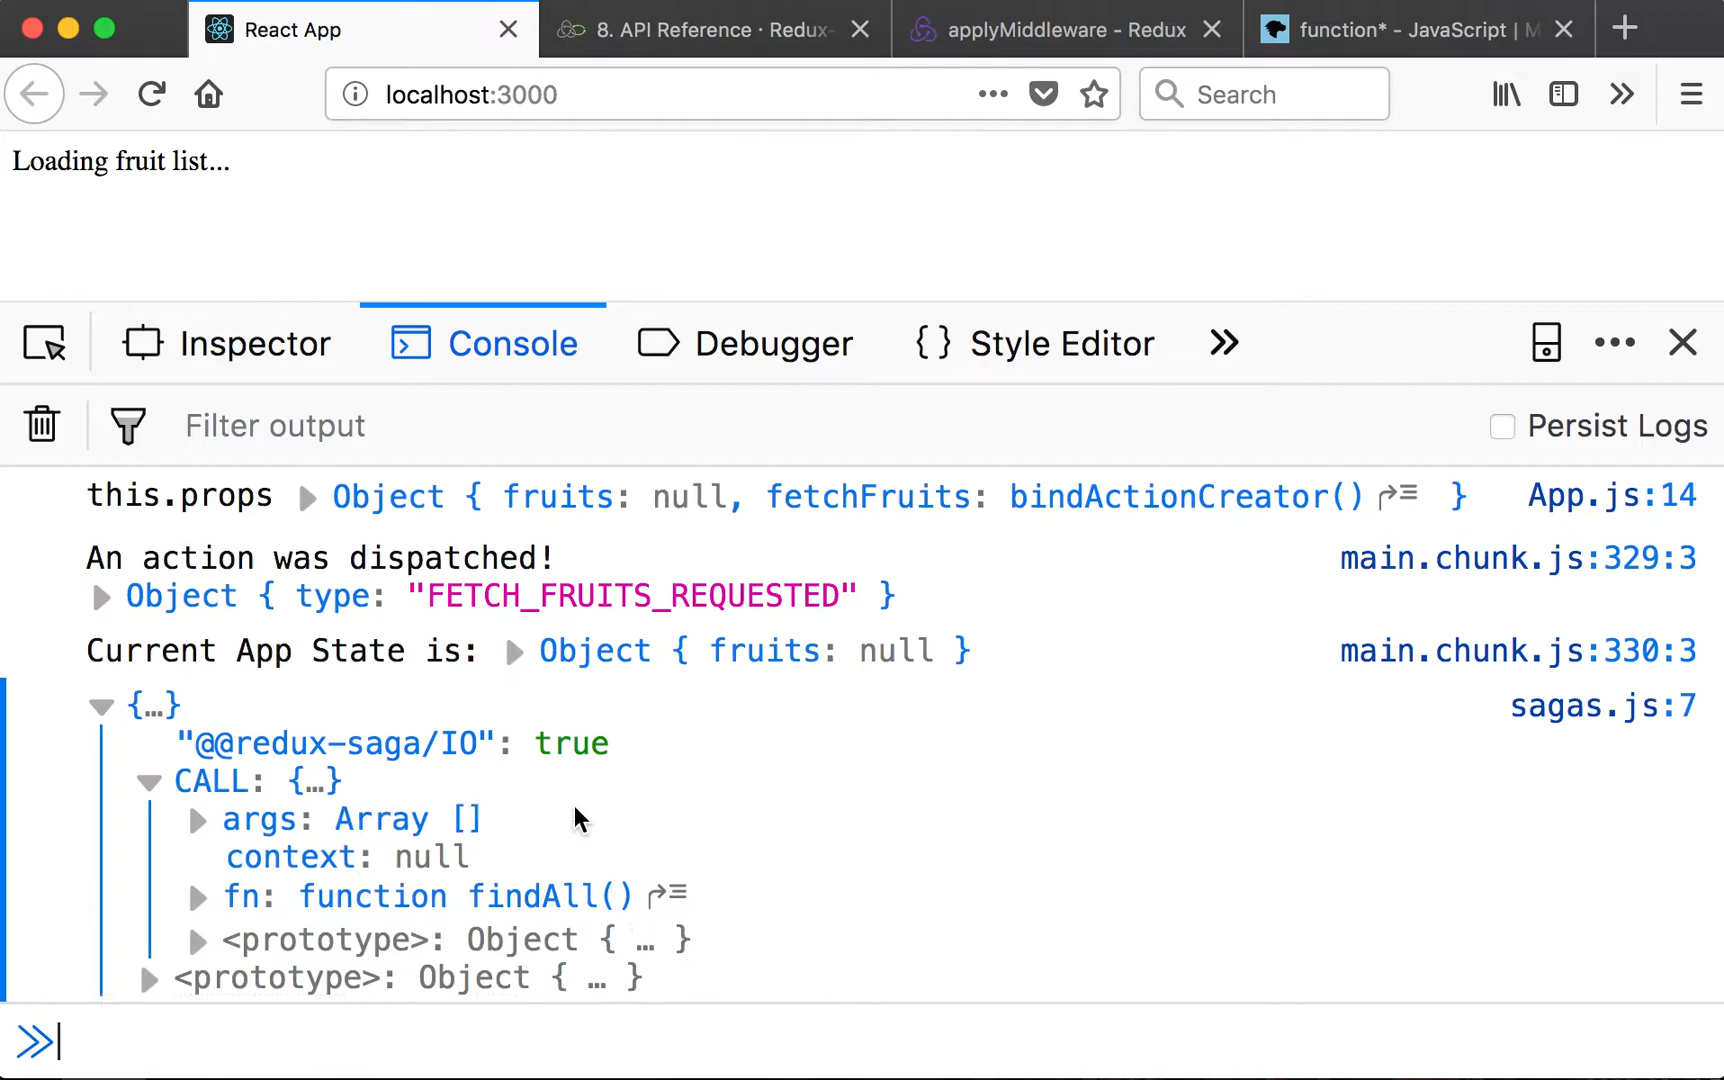 React App
8. API Reference · Redux-
applyMiddleware - Redux
function* - JavaScript | M
localhost:3000
Search
Loading fruit list...
Inspector
Console
Debugger
Style Editor
Filter output
Persist Logs
this.props Object { fruits: null, fetchFruits: bindActionCreator() } App.js:14
An action was dispatched! main.chunk.js:329:3
Object { type: "FETCH_FRUITS_REQUESTED" }
Current App State is: Object { fruits: null } main.chunk.js:330:3
{…} sagas.js:7
"@@redux-saga/IO": true
CALL: {…}
args: Array []
context: null
fn: function findAll()
<prototype>: Object { … }
<prototype>: Object { … }